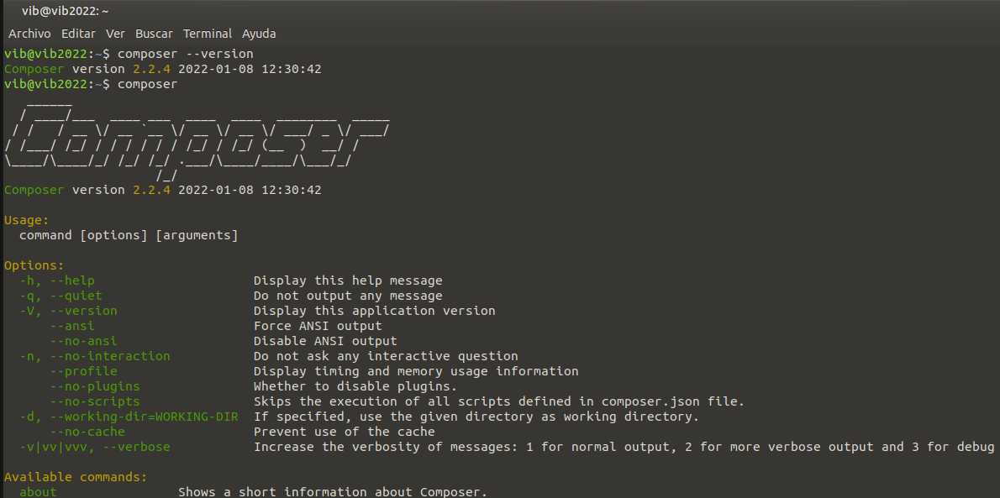 vib@vib2022: ~
Archivo Editar Ver Buscar Terminal Ayuda
vib@vib2022:~$ composer --version
Composer version 2.2.4 2022-01-08 12:30:42
vib@vib2022:~$ composer
   ______
  / ____/___  ____ ___  ____  ____  ________  _____
 / /   / __ \/ __ `__ \/ __ \/ __ \/ ___/ _ \/ ___/
/ /___/ /_/ / / / / / / /_/ / /_/ (__  )  __/ /
\____/\____/_/ /_/ /_/ .___/\____/____/\___/_/
                    /_/
Composer version 2.2.4 2022-01-08 12:30:42
Usage:
  command [options] [arguments]
Options:
  -h, --help                     Display this help message
  -q, --quiet                    Do not output any message
  -V, --version                  Display this application version
      --ansi                     Force ANSI output
      --no-ansi                  Disable ANSI output
  -n, --no-interaction           Do not ask any interactive question
      --profile                  Display timing and memory usage information
      --no-plugins               Whether to disable plugins.
      --no-scripts               Skips the execution of all scripts defined in composer.json file.
  -d, --working-dir=WORKING-DIR  If specified, use the given directory as working directory.
      --no-cache                 Prevent use of the cache
  -v|vv|vvv, --verbose           Increase the verbosity of messages: 1 for normal output, 2 for more verbose output and 3 for debug
Available commands:
  about                Shows a short information about Composer.